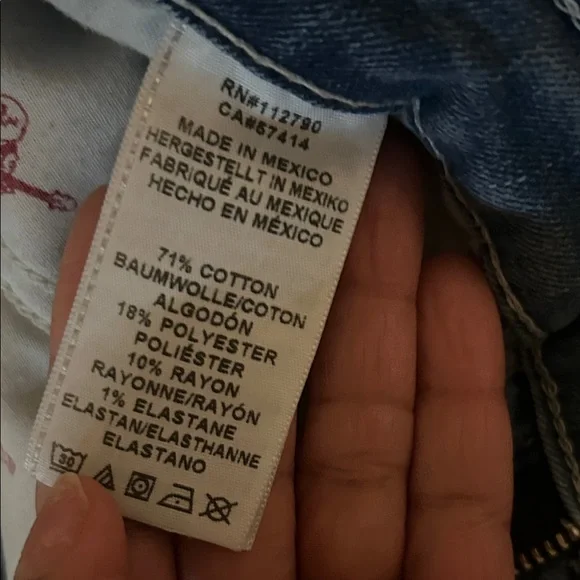 RN#112790
CA#57414
MADE IN MEXICO
HERGESTELLT IN MEXIKO
FABRIQUÉ AU MEXIQUE
HECHO EN MÉXICO
71% COTTON
BAUMWOLLE/COTON
ALGODÓN
18% POLYESTER
POLIÉSTER
10% RAYON
RAYONNE/RAYÓN
1% ELASTANE
ELASTAN/ELASTHANNE
ELASTANO
30